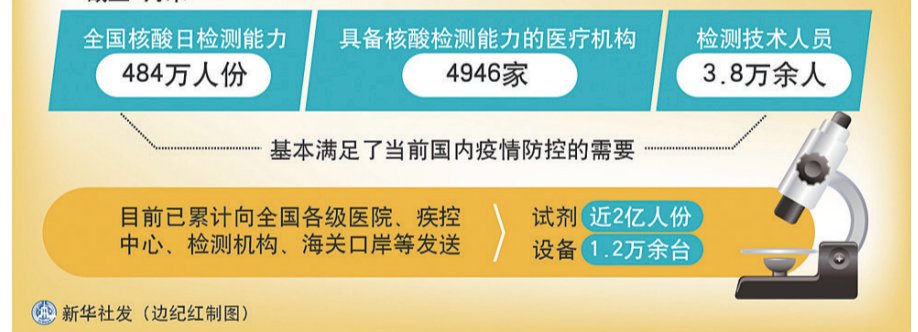 全国核酸日检测能力
484万人份
具备核酸检测能力的医疗机构
4946家
检测技术人员
3.8万余人
基本满足了当前国内疫情防控的需要
目前已累计向全国各级医院、疾控
中心、检测机构、海关口岸等发送
试剂 近2亿人份
设备 1.2万余台
新华社发（边纪红制图）